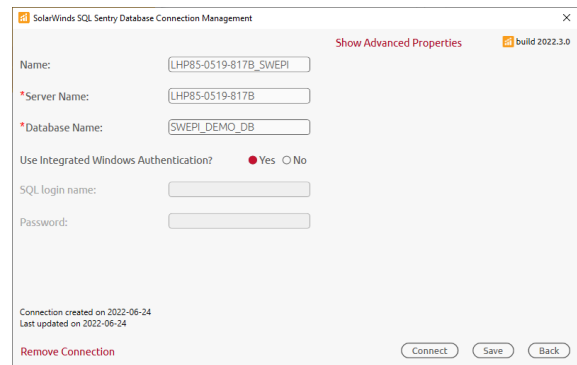 SolarWinds SQL Sentry Database Connection Management
Show Advanced Properties
build 2022.3.0
Name: LHP85-0519-817B_SWEPI
*Server Name: LHP85-0519-817B
*Database Name: SWEPI_DEMO_DB
Use Integrated Windows Authentication? Yes No
SQL login name:
Password:
Connection created on 2022-06-24
Last updated on 2022-06-24
Remove Connection Connect Save Back